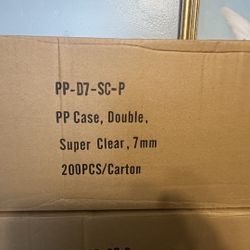 PP-D7-SC-P
PP Case, Double,
Super Clear, 7mm
200PCS/Carton